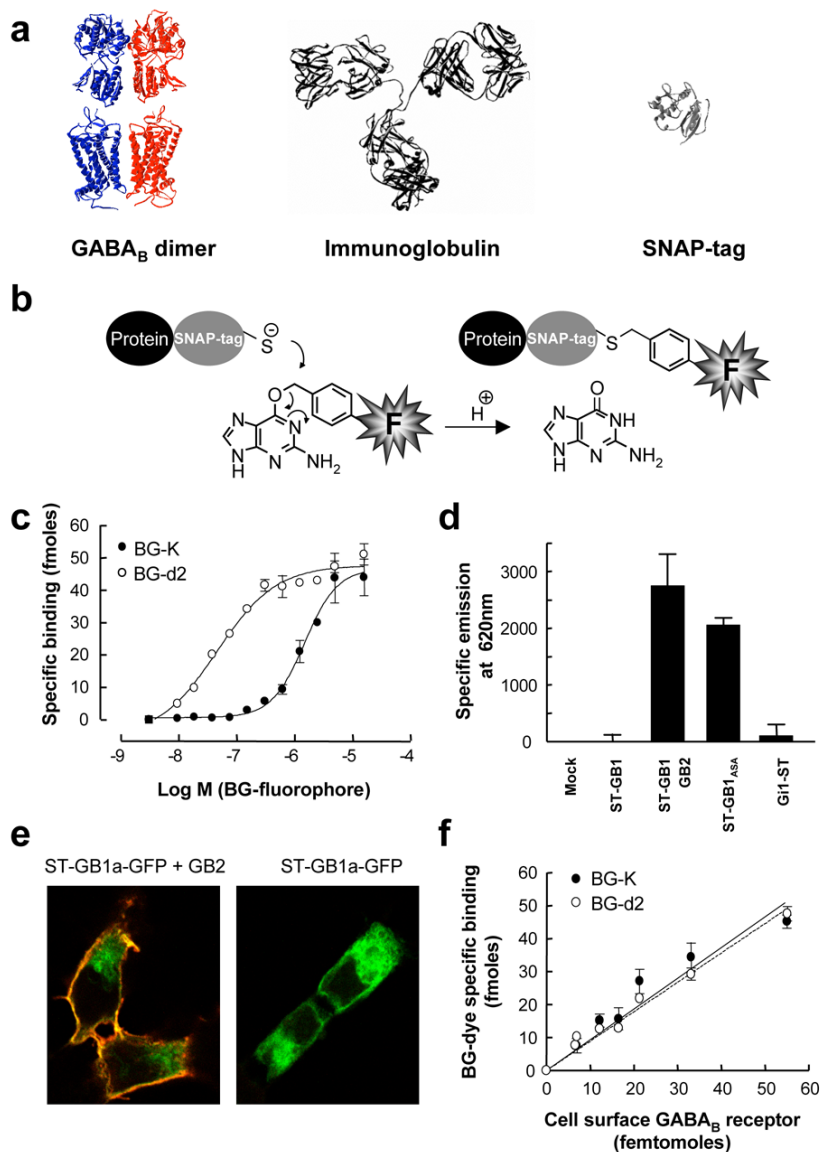 a
GABAB dimer
Immunoglobulin
SNAP-tag
b
Protein
SNAP-tag
S
⊖
O
N
N
N
H
N
NH2
F
H
⊕
Protein
SNAP-tag
S
F
O
N
NH
N
H
N
NH2
c
Specific binding (fmoles)
60
50
40
30
20
10
0
BG-K
BG-d2
-9
-8
-7
-6
-5
-4
Log M (BG-fluorophore)
d
Specific emission
at 620nm
3000
2000
1000
0
Mock
ST-GB1
ST-GB1
GB2
ST-GB1ASA
Gi1-ST
e
ST-GB1a-GFP + GB2
ST-GB1a-GFP
f
BG-dye specific binding
(fmoles)
60
50
40
30
20
10
0
BG-K
BG-d2
0
10
20
30
40
50
60
Cell surface GABAB receptor
(femtomoles)